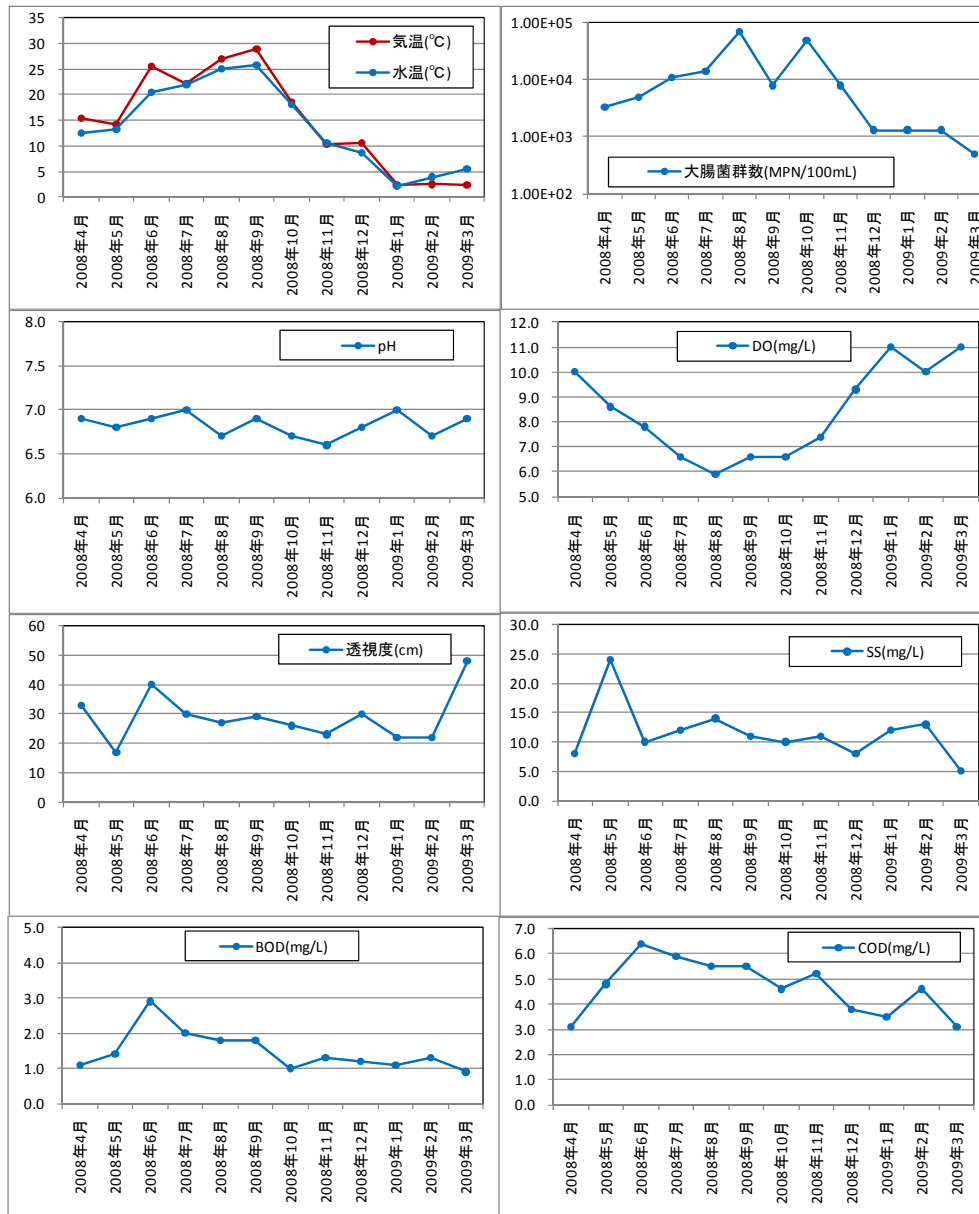 35
30
25
20
15
10
5
0
気温(℃)
水温(℃)
2008年4月
2008年5月
2008年6月
2008年7月
2008年8月
2008年9月
2008年10月
2008年11月
2008年12月
2009年1月
2009年2月
2009年3月
1.00E+05
1.00E+04
1.00E+03
1.00E+02
大腸菌群数(MPN/100mL)
2008年4月
2008年5月
2008年6月
2008年7月
2008年8月
2008年9月
2008年10月
2008年11月
2008年12月
2009年1月
2009年2月
2009年3月
8.0
7.5
7.0
6.5
6.0
pH
2008年4月
2008年5月
2008年6月
2008年7月
2008年8月
2008年9月
2008年10月
2008年11月
2008年12月
2009年1月
2009年2月
2009年3月
12.0
11.0
10.0
9.0
8.0
7.0
6.0
5.0
DO(mg/L)
2008年4月
2008年5月
2008年6月
2008年7月
2008年8月
2008年9月
2008年10月
2008年11月
2008年12月
2009年1月
2009年2月
2009年3月
60
50
40
30
20
10
0
透視度(cm)
2008年4月
2008年5月
2008年6月
2008年7月
2008年8月
2008年9月
2008年10月
2008年11月
2008年12月
2009年1月
2009年2月
2009年3月
30.0
25.0
20.0
15.0
10.0
5.0
0.0
SS(mg/L)
2008年4月
2008年5月
2008年6月
2008年7月
2008年8月
2008年9月
2008年10月
2008年11月
2008年12月
2009年1月
2009年2月
2009年3月
5.0
4.0
3.0
2.0
1.0
0.0
BOD(mg/L)
2008年4月
2008年5月
2008年6月
2008年7月
2008年8月
2008年9月
2008年10月
2008年11月
2008年12月
2009年1月
2009年2月
2009年3月
7.0
6.0
5.0
4.0
3.0
2.0
1.0
0.0
COD(mg/L)
2008年4月
2008年5月
2008年6月
2008年7月
2008年8月
2008年9月
2008年10月
2008年11月
2008年12月
2009年1月
2009年2月
2009年3月